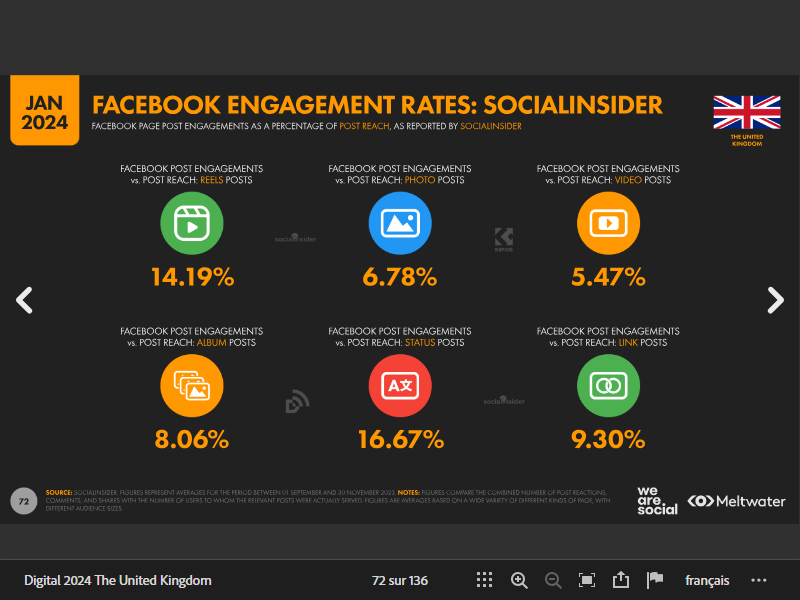 JAN
2024
FACEBOOK ENGAGEMENT RATES: SOCIALINSIDER
FACEBOOK PAGE POST ENGAGEMENTS AS A PERCENTAGE OF POST REACH, AS REPORTED BY SOCIALINSIDER
THE UNITED
KINGDOM
FACEBOOK POST ENGAGEMENTS
vs. POST REACH: REELS POSTS
14.19%
FACEBOOK POST ENGAGEMENTS
vs. POST REACH: PHOTO POSTS
6.78%
FACEBOOK POST ENGAGEMENTS
vs. POST REACH: VIDEO POSTS
5.47%
socialinsider
KEPIOS
FACEBOOK POST ENGAGEMENTS
vs. POST REACH: ALBUM POSTS
8.06%
FACEBOOK POST ENGAGEMENTS
vs. POST REACH: STATUS POSTS
A文
16.67%
FACEBOOK POST ENGAGEMENTS
vs. POST REACH: LINK POSTS
9.30%
socialinsider
72
SOURCE: SOCIALINSIDER. FIGURES REPRESENT AVERAGES FOR THE PERIOD BETWEEN 01 SEPTEMBER AND 30 NOVEMBER 2023. NOTES: FIGURES COMPARE THE COMBINED NUMBER OF POST REACTIONS,
COMMENTS, AND SHARES WITH THE NUMBER OF USERS TO WHOM THE RELEVANT POSTS WERE ACTUALLY SERVED. FIGURES ARE AVERAGES BASED ON A WIDE VARIETY OF DIFFERENT KINDS OF PAGE, WITH
DIFFERENT AUDIENCE SIZES.
we
are.
social
Meltwater
Digital 2024 The United Kingdom
72 sur 136
français